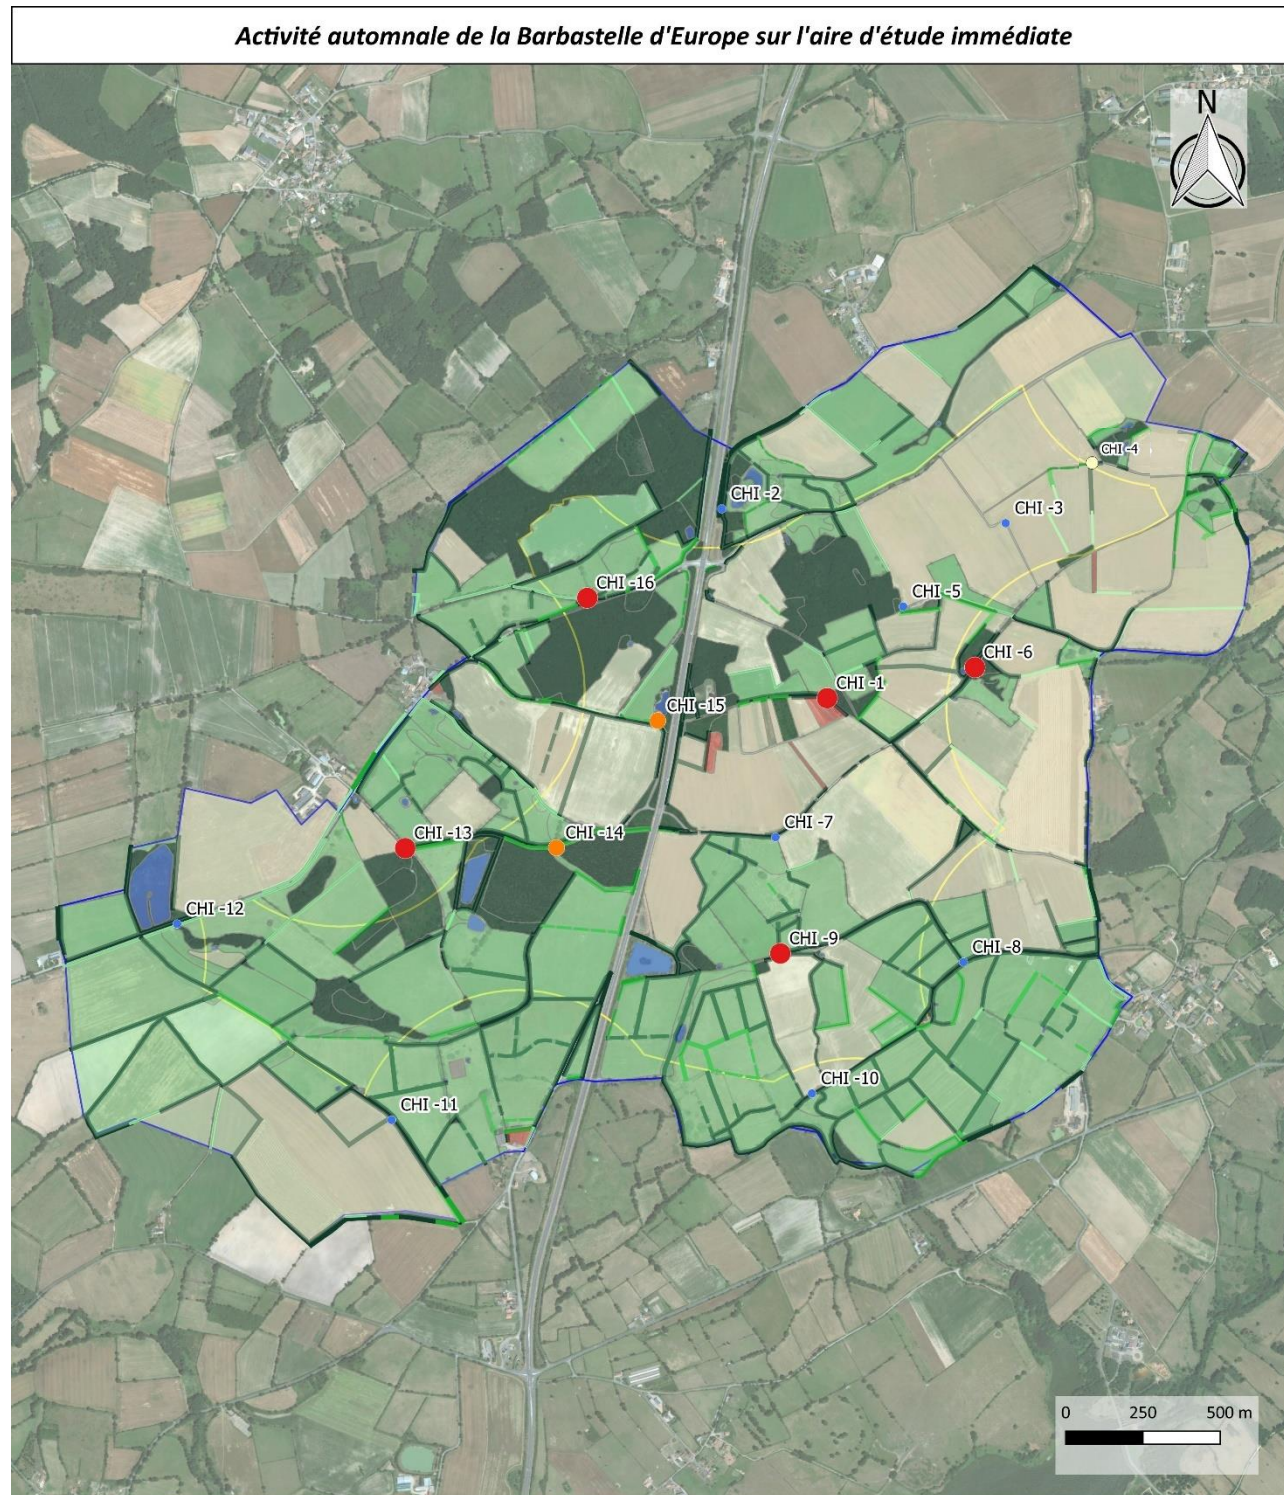 Activité automnale de la Barbastelle d'Europe sur l'aire d'étude immédiate
N
CHI -4
CHI -2
CHI -3
CHI -16
CHI -5
CHI -6
CHI -1
CHI -15
CHI -7
CHI -13
CHI -14
CHI -12
CHI -9
CHI -8
CHI -10
CHI -11
0 250 500 m